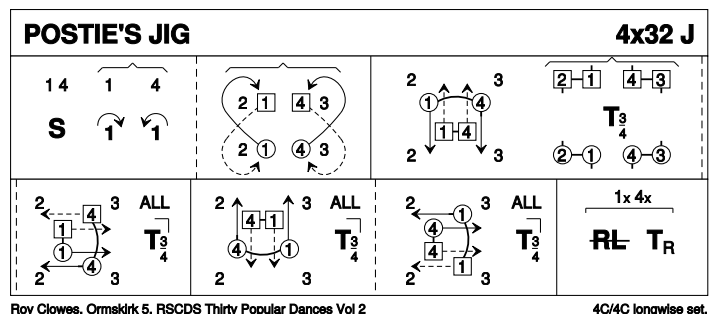 POSTIE'S JIG 4x32 J
1 4 1 4
S 1 1
2 1 4 3
2 1 4 3
2 3
1 4
1 4
2 3
2 1 4 3
T 3/4
2 1 4 3
2 3 ALL
4
1
1
4
T 3/4
2 3
2 3 ALL
4 1
4 1
T 3/4
2 3
2 3 ALL
1
4
4
1
T 3/4
2 3
1x 4x
RL TR
Roy Clowes, Ormskirk 5, RSCDS Thirty Popular Dances Vol 2 4C/4C longwise set.